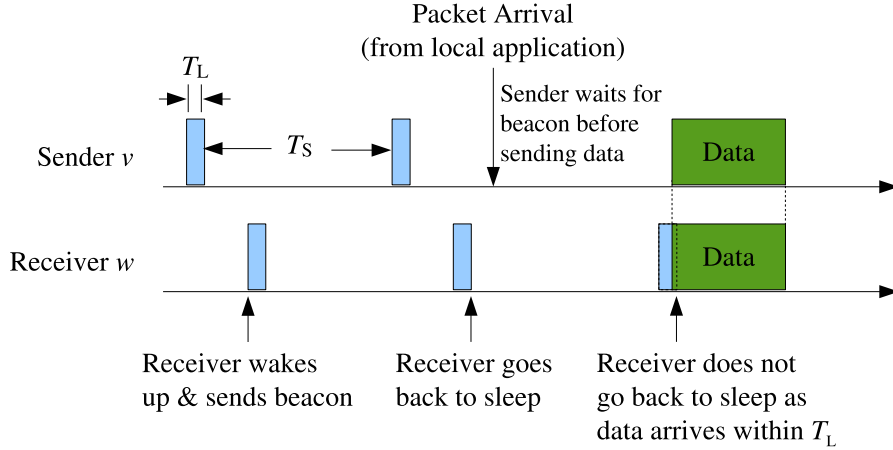 Packet Arrival
(from local application)
T_L
Sender waits for
beacon before
sending data
T_S
Sender v
Data
Receiver w
Data
Receiver wakes
up & sends beacon
Receiver goes
back to sleep
Receiver does not
go back to sleep as
data arrives within T_L